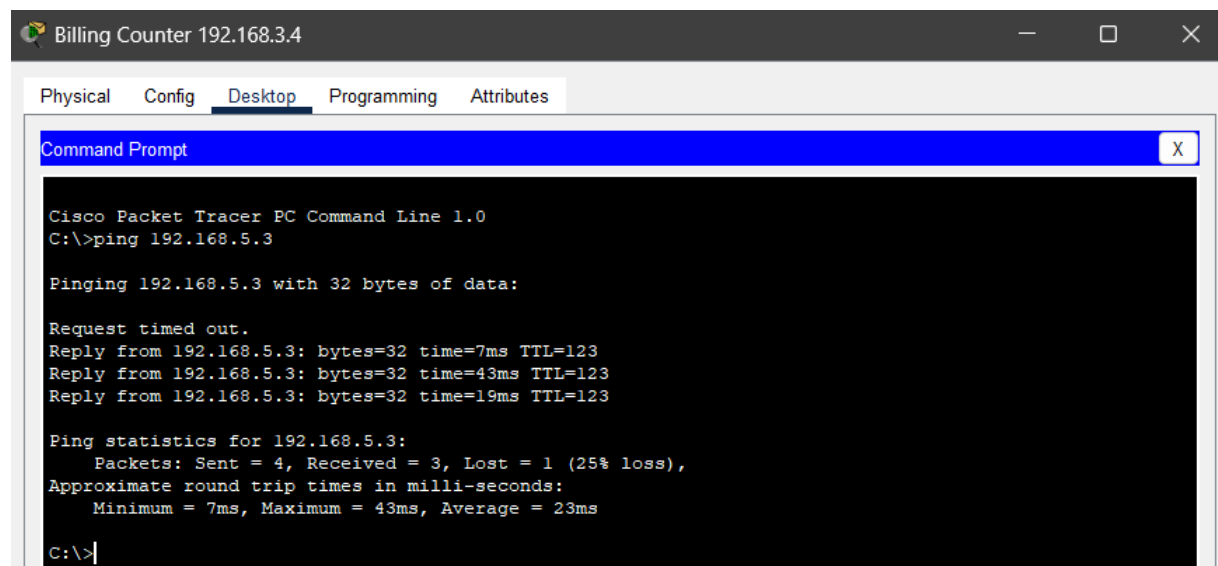 Billing Counter 192.168.3.4
Physical Config Desktop Programming Attributes
Command Prompt
X
Cisco Packet Tracer PC Command Line 1.0
C:\>ping 192.168.5.3
Pinging 192.168.5.3 with 32 bytes of data:
Request timed out.
Reply from 192.168.5.3: bytes=32 time=7ms TTL=123
Reply from 192.168.5.3: bytes=32 time=43ms TTL=123
Reply from 192.168.5.3: bytes=32 time=19ms TTL=123
Ping statistics for 192.168.5.3:
Packets: Sent = 4, Received = 3, Lost = 1 (25% loss),
Approximate round trip times in milli-seconds:
Minimum = 7ms, Maximum = 43ms, Average = 23ms
C:\>